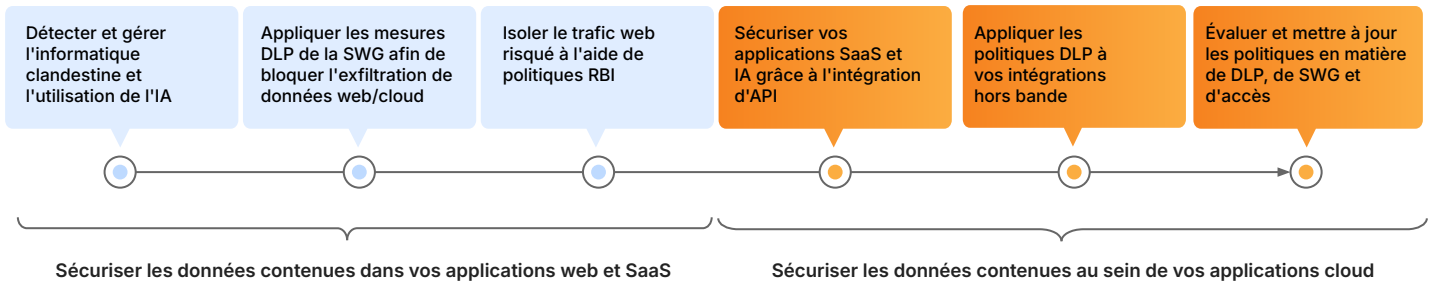 Détecter et gérer
l'informatique
clandestine et
l'utilisation de l'IA
Appliquer les mesures
DLP de la SWG afin de
bloquer l'exfiltration de
données web/cloud
Isoler le trafic web
risqué à l'aide de
politiques RBI
Sécuriser vos
applications SaaS et
IA grâce à l'intégration
d'API
Appliquer les
politiques DLP à
vos intégrations
hors bande
Évaluer et mettre à jour
les politiques en matière
de DLP, de SWG et
d'accès
Sécuriser les données contenues dans vos applications web et SaaS
Sécuriser les données contenues au sein de vos applications cloud